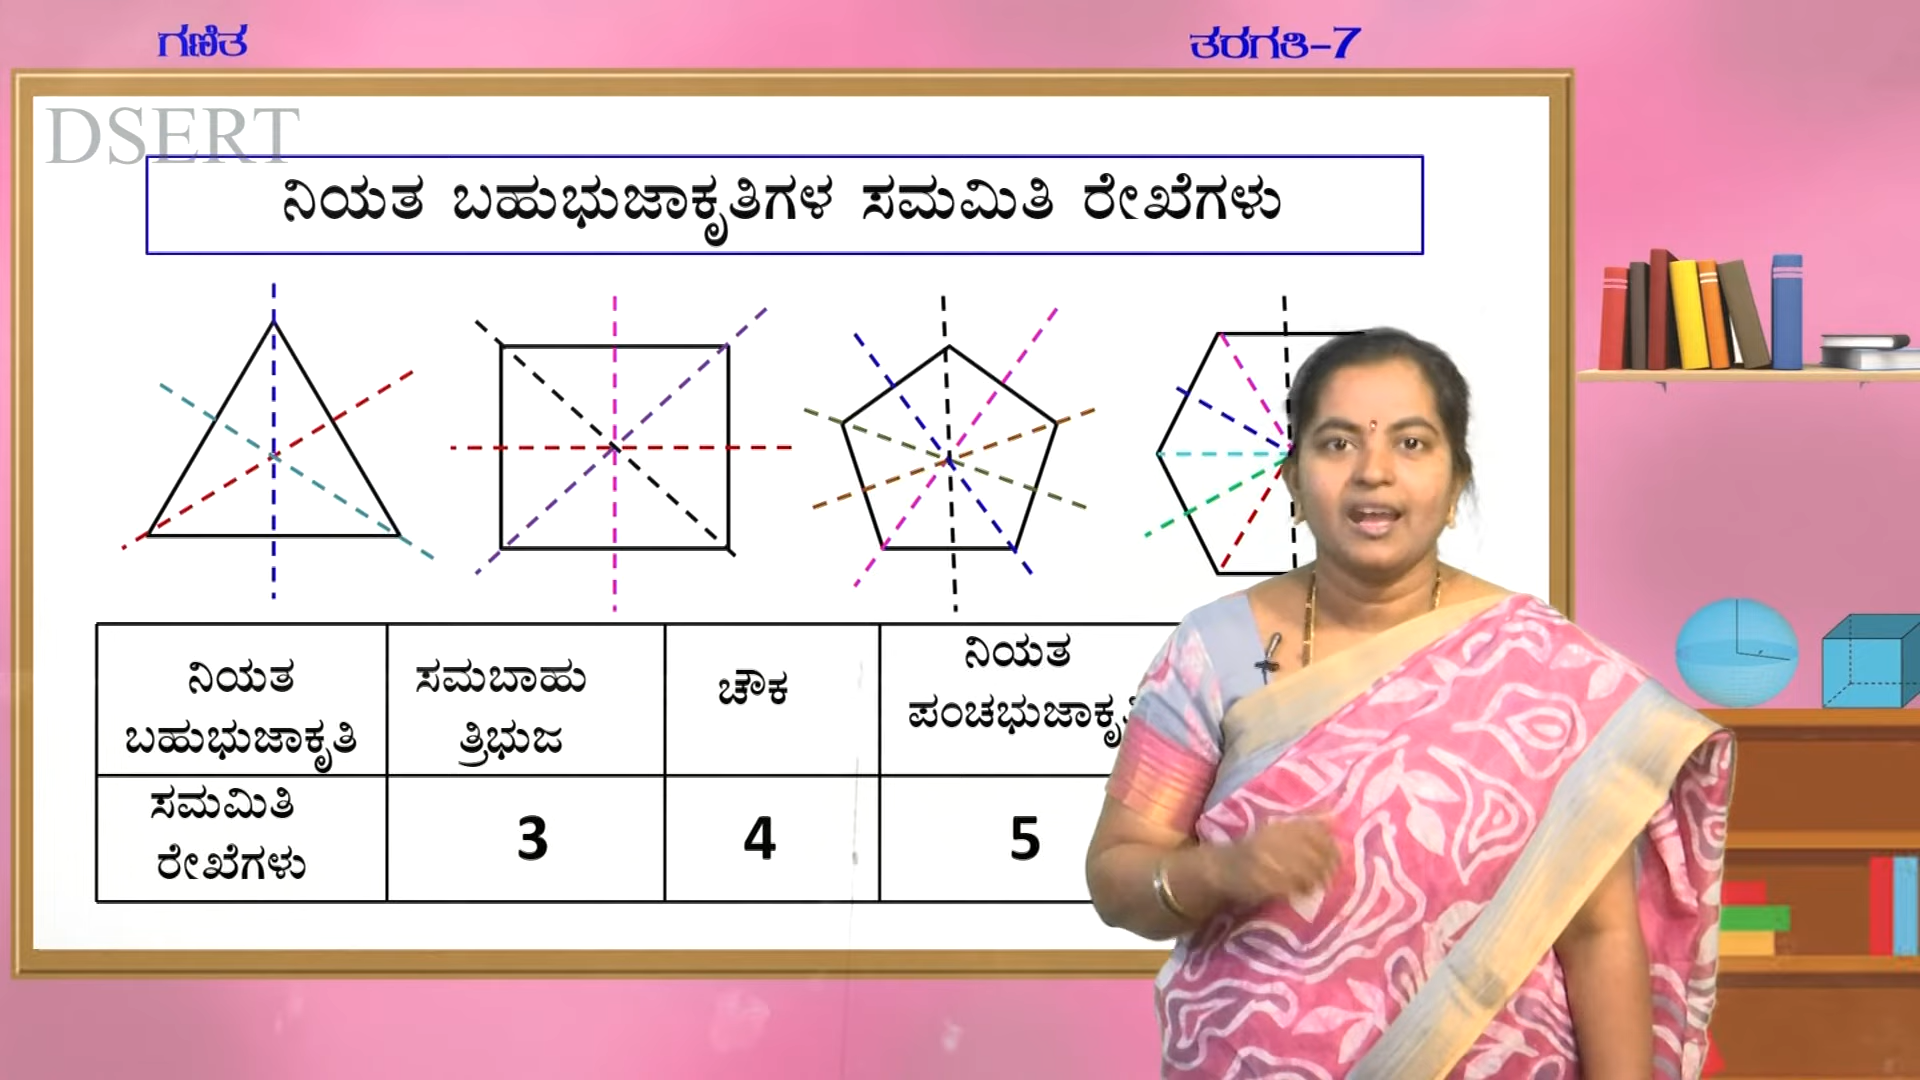 ಗಣಿತ
ತರಗತಿ-7
DSERT
ನಿಯತ ಬಹುಭುಜಾಕೃತಿಗಳ ಸಮಮಿತಿ ರೇಖೆಗಳು
ನಿಯತ ಬಹುಭುಜಾಕೃತಿ
ಸಮಬಾಹು ತ್ರಿಭುಜ
ಚೌಕ
ನಿಯತ
ಸಮಮಿತಿ ರೇಖೆಗಳು
3
4
5